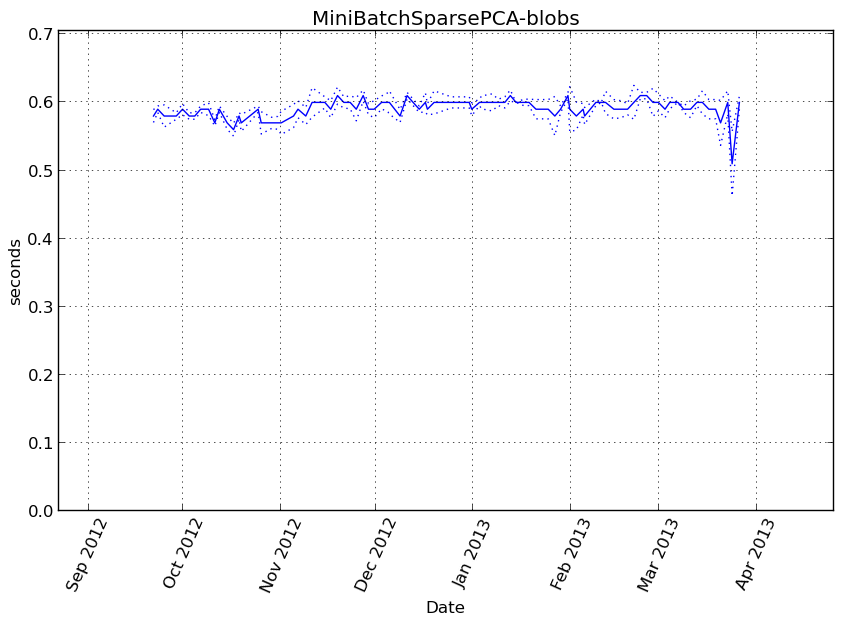 MiniBatchSparsePCA-blobs
0.7
0.6
0.5
0.4
0.3
0.2
0.1
0.0
seconds
Sep 2012
Oct 2012
Nov 2012
Dec 2012
Jan 2013
Feb 2013
Mar 2013
Apr 2013
Date